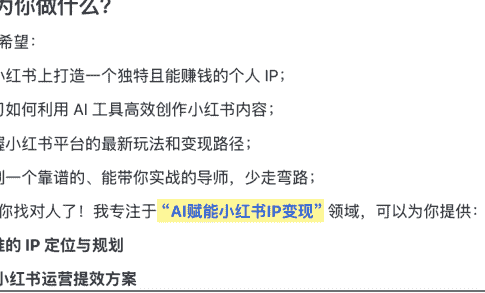 为你做什么？
希望：
小红书上打造一个独特且能赚钱的个人 IP；
如何利用 AI 工具高效创作小红书内容；
小红书平台的最新玩法和变现路径；
一个靠谱的、能带你实战的导师，少走弯路；
你找对人了！我专注于 “AI赋能小红书IP变现” 领域，可以为你提供：
的 IP 定位与规划
小红书运营提效方案